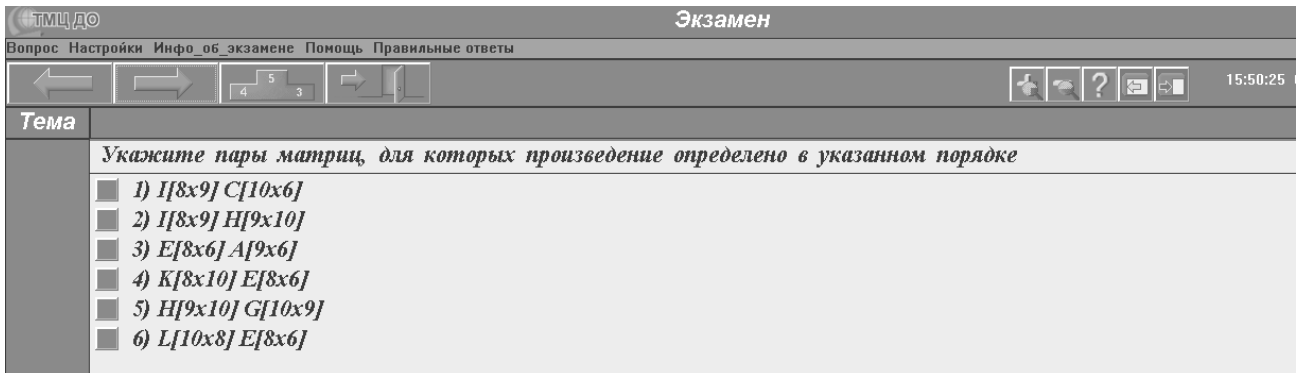 ТМЦ ДО
Экзамен
Вопрос Настройки Инфо_об_экзамене Помощь Правильные ответы
4 5 3
?
15:50:25
Тема
Укажите пары матриц, для которых произведение определено в указанном порядке
1) I[8x9] C[10x6]
2) I[8x9] H[9x10]
3) E[8x6] A[9x6]
4) K[8x10] E[8x6]
5) H[9x10] G[10x9]
6) L[10x8] E[8x6]